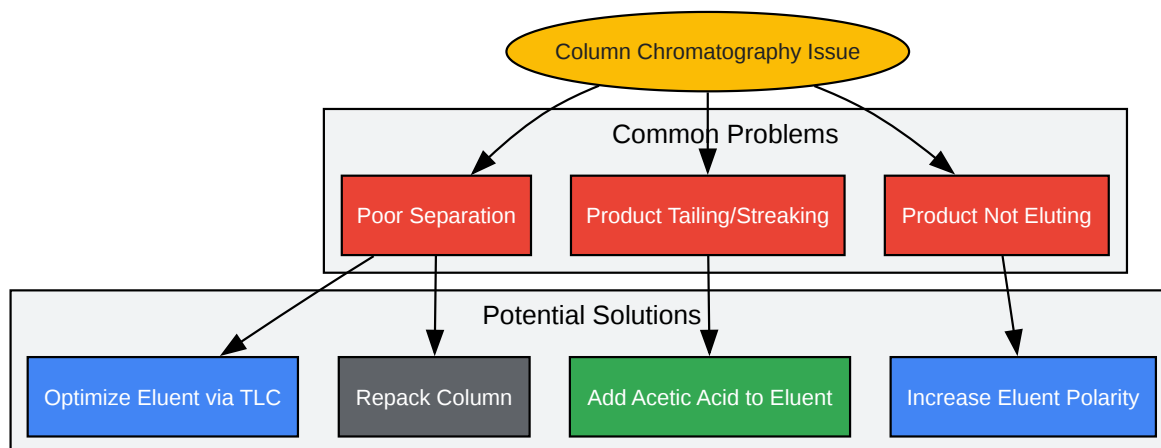 Column Chromatography Issue
Common Problems
Poor Separation
Product Tailing/Streaking
Product Not Eluting
Potential Solutions
Optimize Eluent via TLC
Repack Column
Add Acetic Acid to Eluent
Increase Eluent Polarity